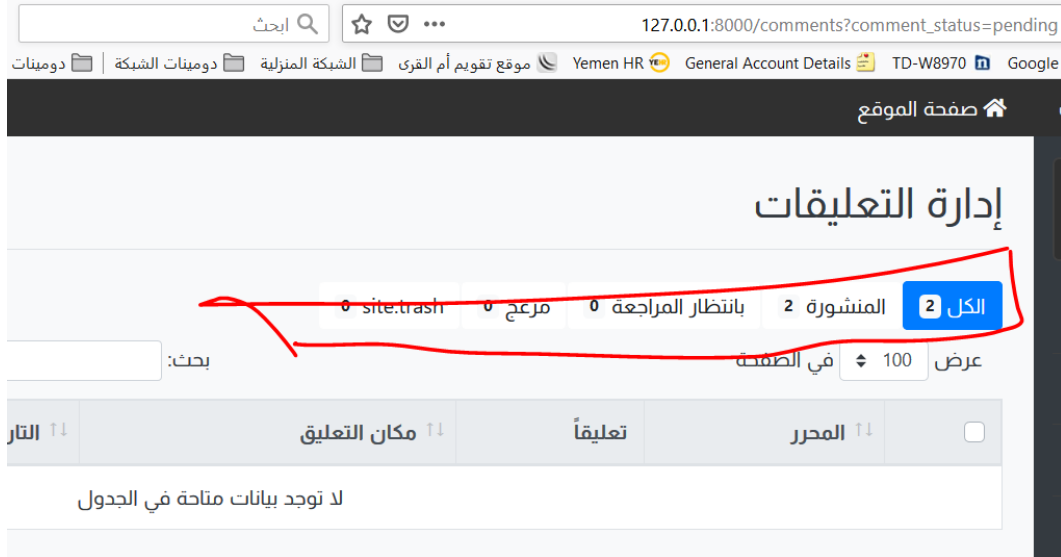 127.0.0.1:8000/comments?comment_status=pending ••• ابحث
Google TD-W8970 General Account Details Yemen HR موقع تقويم أم القرى الشبكة المنزلية دومينات الشبكة دومينات
صفحة الموقع
إدارة التعليقات
الكل 2 المنشورة 2 بانتظار المراجعة 0 مزعج 0 site.trash 0
عرض 100 في الصفحة بحث:
المحرر تعليقاً مكان التعليق التار
لا توجد بيانات متاحة في الجدول